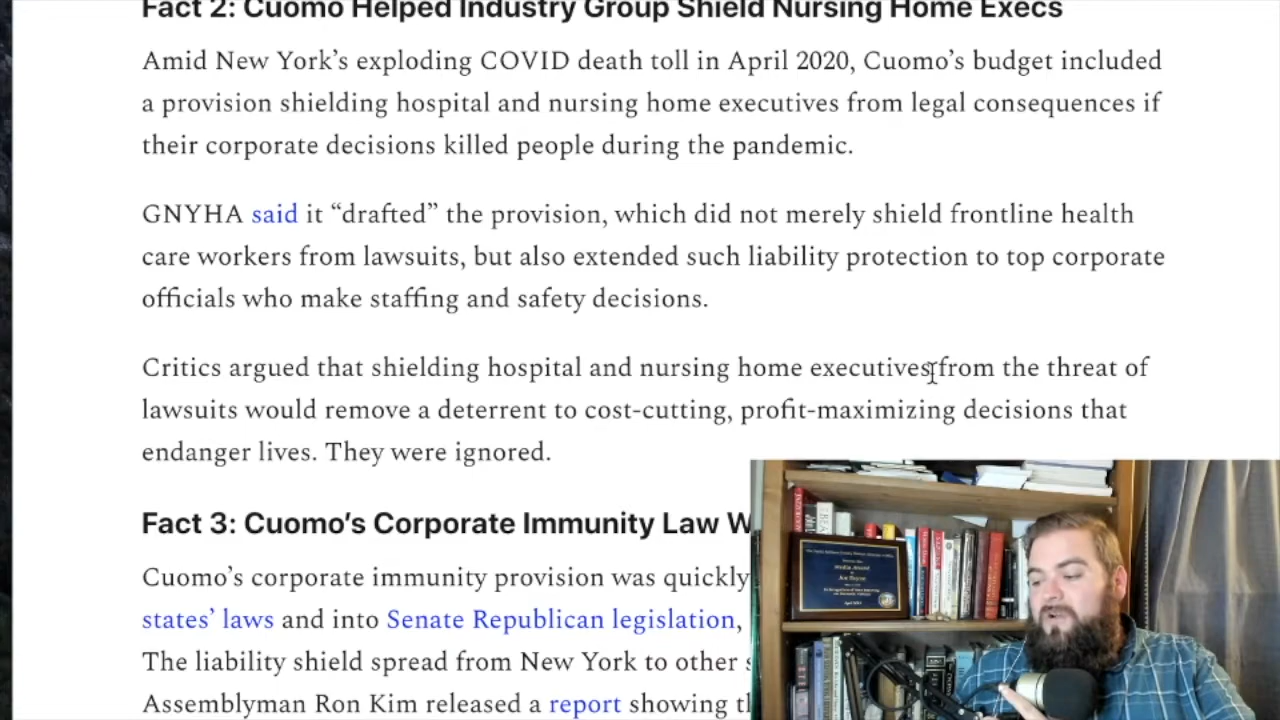 Fact 2: Cuomo Helped Industry Group Shield Nursing Home Execs
Amid New York's exploding COVID death toll in April 2020, Cuomo's budget included
a provision shielding hospital and nursing home executives from legal consequences if
their corporate decisions killed people during the pandemic.
GNYHA said it “drafted” the provision, which did not merely shield frontline health
care workers from lawsuits, but also extended such liability protection to top corporate
officials who make staffing and safety decisions.
Critics argued that shielding hospital and nursing home executives from the threat of
lawsuits would remove a deterrent to cost-cutting, profit-maximizing decisions that
endanger lives. They were ignored.
Fact 3: Cuomo's Corporate Immunity Law W
Cuomo's corporate immunity provision was quickly
states' laws and into Senate Republican legislation,
The liability shield spread from New York to other s
Assemblyman Ron Kim released a report showing th
Media Award